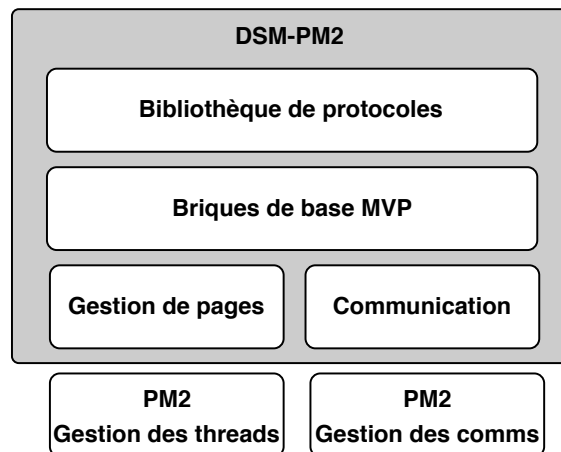 DSM-PM2
Bibliothèque de protocoles
Briques de base MVP
Gestion de pages
Communication
PM2
Gestion des threads
PM2
Gestion des comms